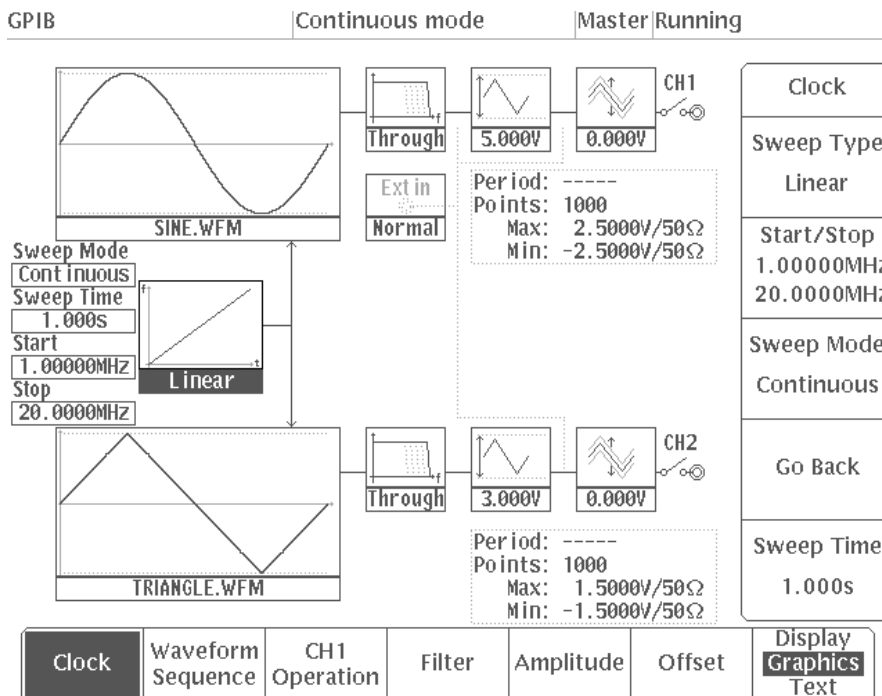 GPIB Continuous mode Master Running
SINE.WFM
Through
5.000V
0.000V
CH1
Ext in
Normal
Period: -----
Points: 1000
Max: 2.5000V/50Ω
Min: -2.5000V/50Ω
Sweep Mode
Continuous
Sweep Time
1.000s
Start
1.00000MHz
Stop
20.0000MHz
f
t
Linear
TRIANGLE.WFM
f
Through
3.000V
0.000V
CH2
f
Period: -----
Points: 1000
Max: 1.5000V/50Ω
Min: -1.5000V/50Ω
Clock
Sweep Type
Linear
Start/Stop
1.00000MHz
20.0000MHz
Sweep Mode
Continuous
Go Back
Sweep Time
1.000s
Clock
Waveform
Sequence
CH1
Operation
Filter
Amplitude
Offset
Display
Graphics
Text